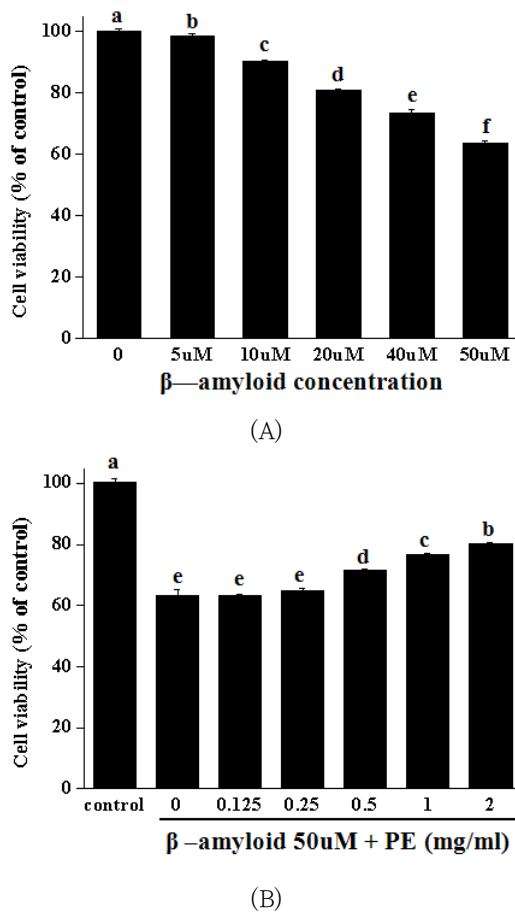 a b c d e f
Cell viability (% of control)
100
80
60
40
20
0
0 5uM 10uM 20uM 40uM 50uM
β—amyloid concentration
(A)
a e e e d c b
Cell viability (% of control)
100
80
60
40
20
0
control 0 0.125 0.25 0.5 1 2
β –amyloid 50uM + PE (mg/ml)
(B)